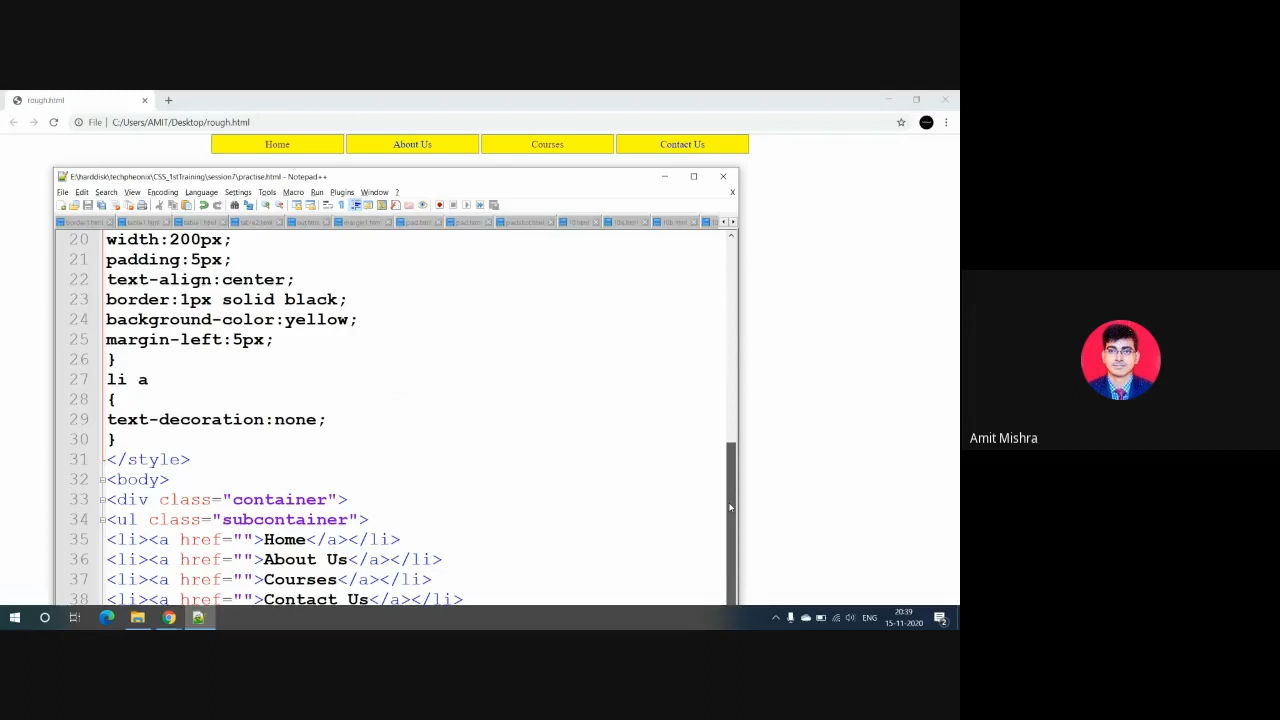 rough.html
File | C:/Users/AMIT/Desktop/rough.html
Home About Us Courses Contact Us
E:\harddisk\techpheonix\CSS_1stTraining\session7\practise.html - Notepad++
File Edit Search View Encoding Language Settings Tools Macro Run Plugins Window ?
X
20 width:200px;
21 padding:5px;
22 text-align:center;
23 border:1px solid black;
24 background-color:yellow;
25 margin-left:5px;
26 }
27 li a
28 {
29 text-decoration:none;
30 }
31 </style>
32 <body>
33 <div class="container">
34 <ul class="subcontainer">
35 <li><a href="">Home</a></li>
36 <li><a href="">About Us</a></li>
37 <li><a href="">Courses</a></li>
38 <li><a href="">Contact Us</a></li>
Amit Mishra
ENG
20:39
15-11-2020
2